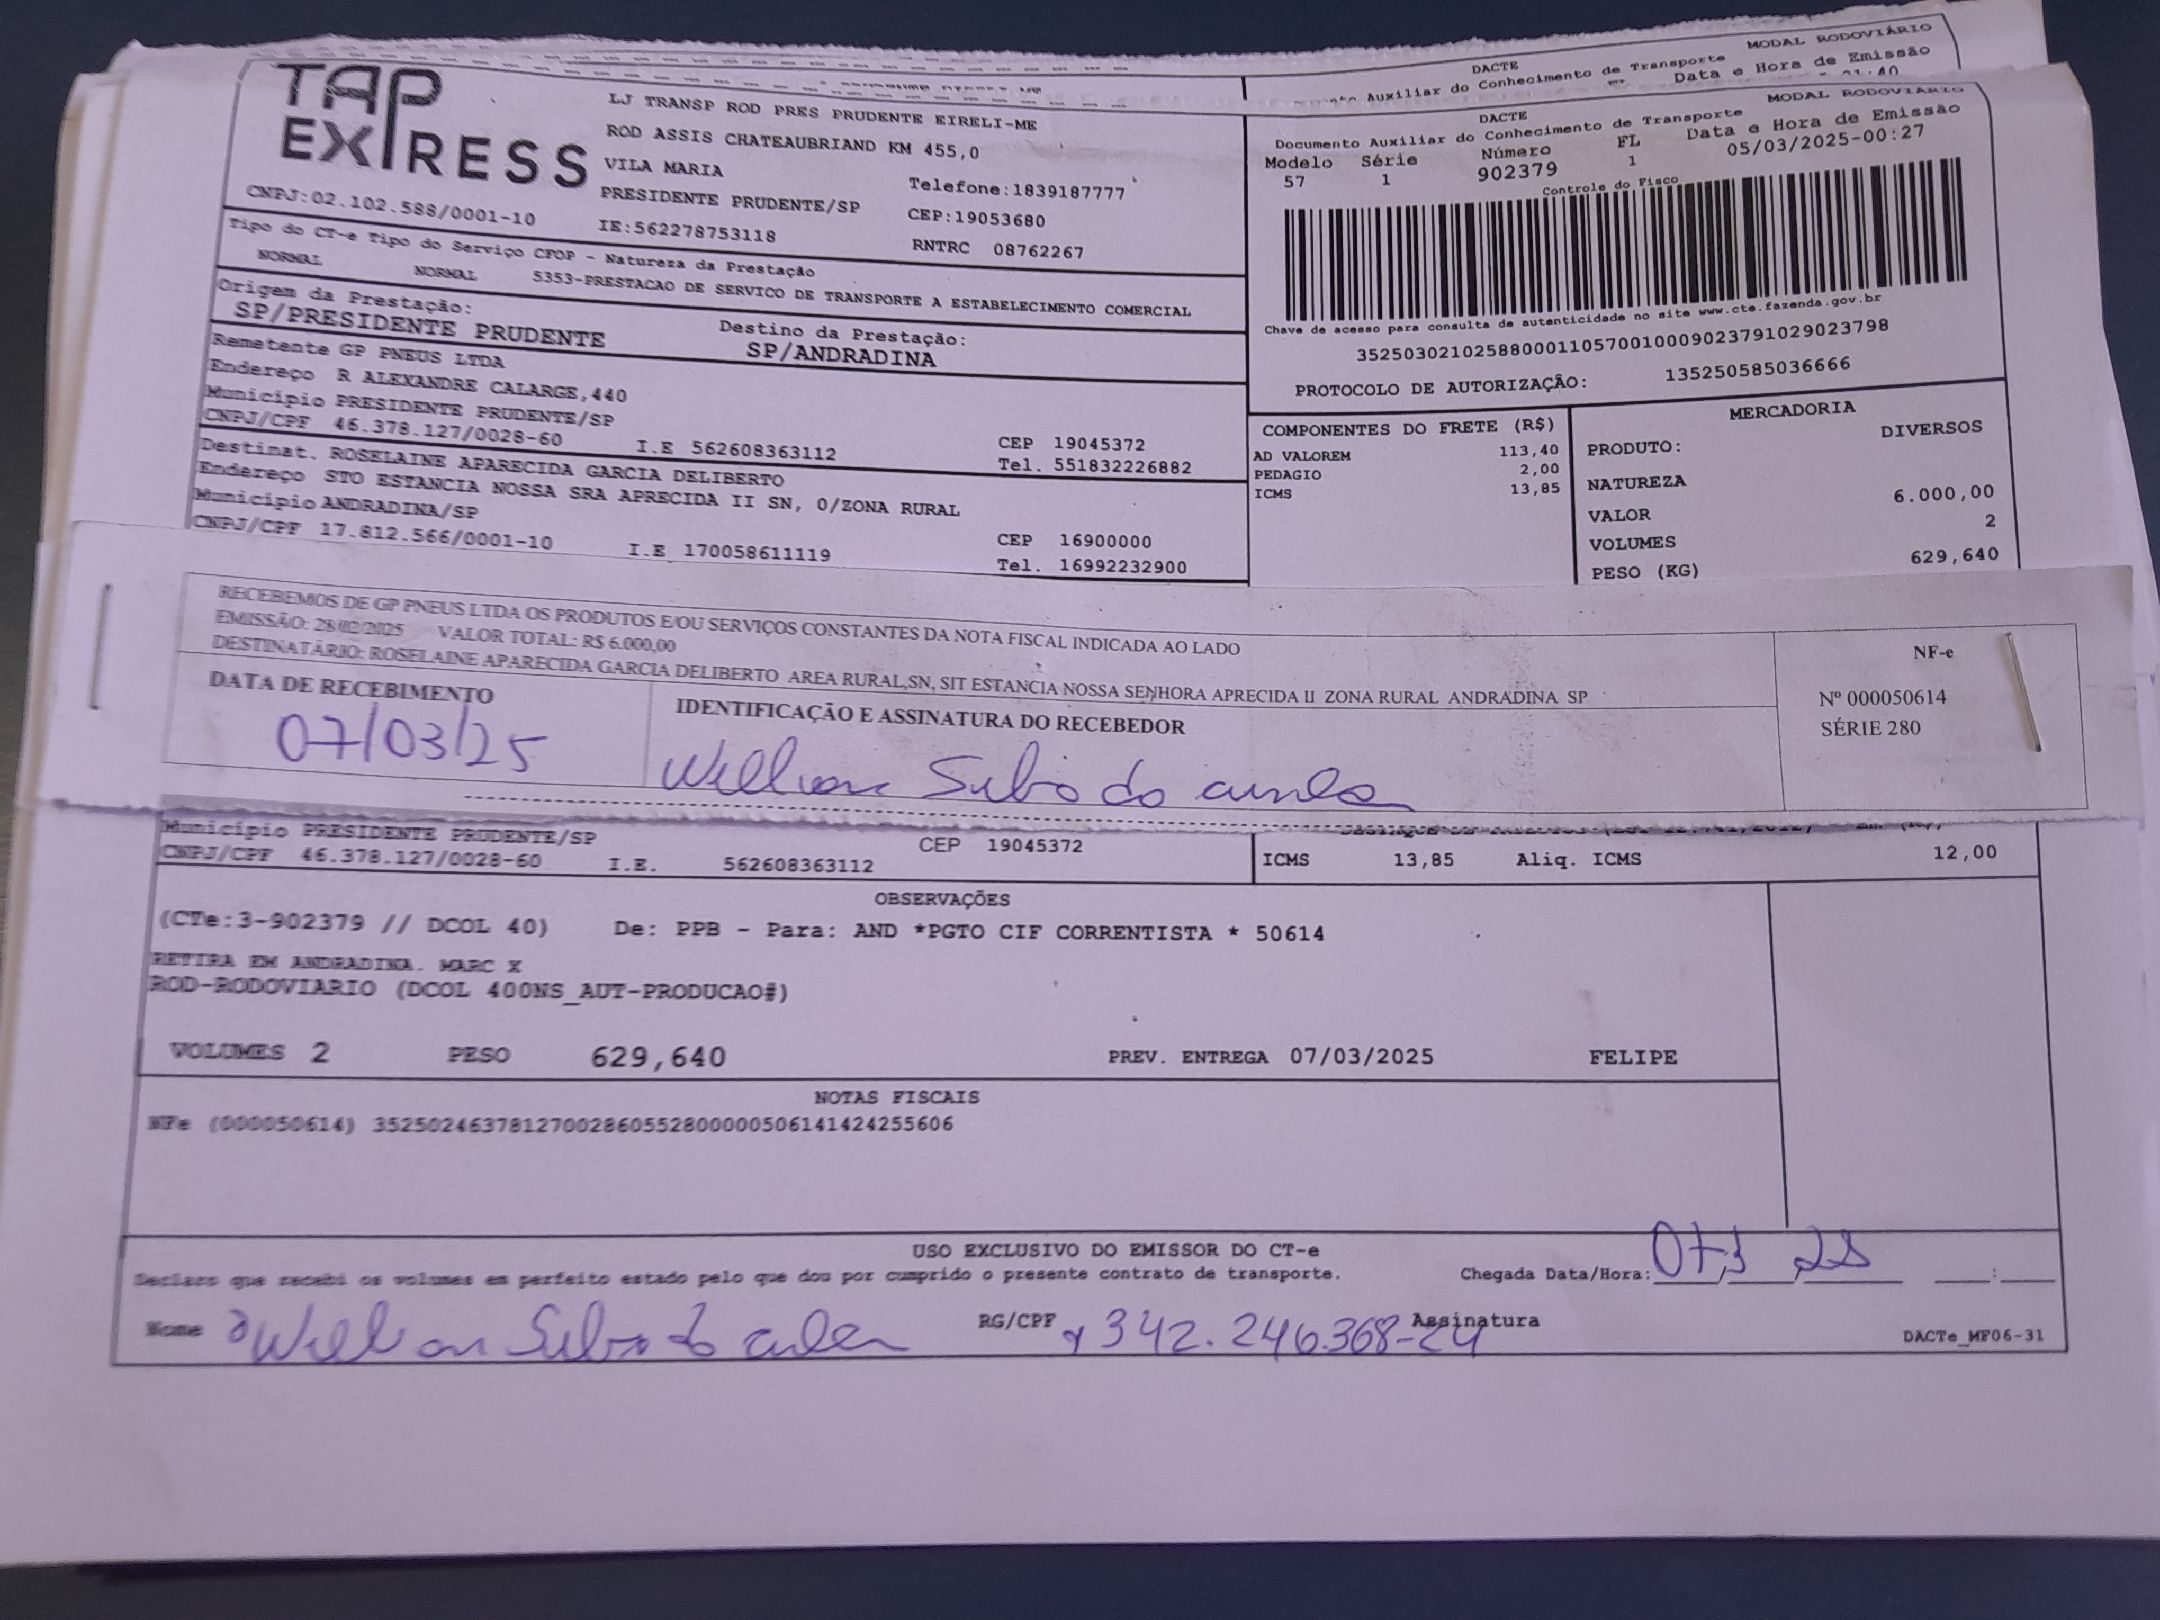 DACTE MODAL RODOVIÁRIO
Auxiliar do Conhecimento de Transporte Data e Hora de Emissão
TAP EXPRESS
LJ TRANSP ROD PRES PRUDENTE EIRELI-ME
ROD ASSIS CHATEAUBRIAND KM 455,0
VILA MARIA Telefone:1839187777
PRESIDENTE PRUDENTE/SP CEP:19053680
CNPJ:02.102.588/0001-10 IE:562278753118 RNTRC 08762267
DACTE MODAL RODOVIÁRIO
Documento Auxiliar do Conhecimento de Transporte
Modelo Série Número FL Data e Hora de Emissão
57 1 902379 1 05/03/2025-00:27
Controle do Fisco
Chave de acesso para consulta de autenticidade no site www.cte.fazenda.gov.br
35250302102588000110570010009023791029023798
PROTOCOLO DE AUTORIZAÇÃO: 135250585036666
Tipo do CT-e Tipo do Serviço CFOP - Natureza da Prestação
NORMAL NORMAL 5353-PRESTACAO DE SERVICO DE TRANSPORTE A ESTABELECIMENTO COMERCIAL
Origem da Prestação: Destino da Prestação:
SP/PRESIDENTE PRUDENTE SP/ANDRADINA
Remetente GP PNEUS LTDA
Endereço R ALEXANDRE CALARGE,440
Município PRESIDENTE PRUDENTE/SP CEP 19045372
CNPJ/CPF 46.378.127/0028-60 I.E 562608363112 Tel. 551832226882
Destinat. ROSELAINE APARECIDA GARCIA DELIBERTO
Endereço STO ESTANCIA NOSSA SRA APRECIDA II SN, 0/ZONA RURAL
Município ANDRADINA/SP CEP 16900000
CNPJ/CPF 17.812.566/0001-10 I.E 170058611119 Tel. 16992232900
COMPONENTES DO FRETE (R$)
AD VALOREM 113,40
PEDAGIO 2,00
ICMS 13,85
MERCADORIA
PRODUTO: DIVERSOS
NATUREZA
VALOR 6.000,00
VOLUMES 2
PESO (KG) 629,640
RECEBEMOS DE GP PNEUS LTDA OS PRODUTOS E/OU SERVIÇOS CONSTANTES DA NOTA FISCAL INDICADA AO LADO
EMISSÃO: 28/02/2025 VALOR TOTAL: R$ 6.000,00
DESTINATÁRIO: ROSELAINE APARECIDA GARCIA DELIBERTO AREA RURAL,SN, SIT ESTANCIA NOSSA SENHORA APRECIDA II ZONA RURAL ANDRADINA SP
DATA DE RECEBIMENTO IDENTIFICAÇÃO E ASSINATURA DO RECEBEDOR
07/03/25
NF-e
Nº 000050614
SÉRIE 280
Município PRESIDENTE PRUDENTE/SP CEP 19045372
CNPJ/CPF 46.378.127/0028-60 I.E. 562608363112
ICMS 13,85 Aliq. ICMS 12,00
OBSERVAÇÕES
(CTe:3-902379 // DCOL 40) De: PPB - Para: AND *PGTO CIF CORRENTISTA * 50614
RETIRA EM ANDRADINA. MARC X
ROD-RODOVIARIO (DCOL 400NS_AUT-PRODUCAO#)
VOLUMES 2 PESO 629,640 PREV. ENTREGA 07/03/2025 FELIPE
NOTAS FISCAIS
NFe (000050614) 35250246378127002860552800000506141424255606
USO EXCLUSIVO DO EMISSOR DO CT-e
Declaro que recebi os volumes em perfeito estado pelo que dou por cumprido o presente contrato de transporte. Chegada Data/Hora:
Nome RG/CPF 342.246.368-24 Assinatura
DACTe_MF06-31